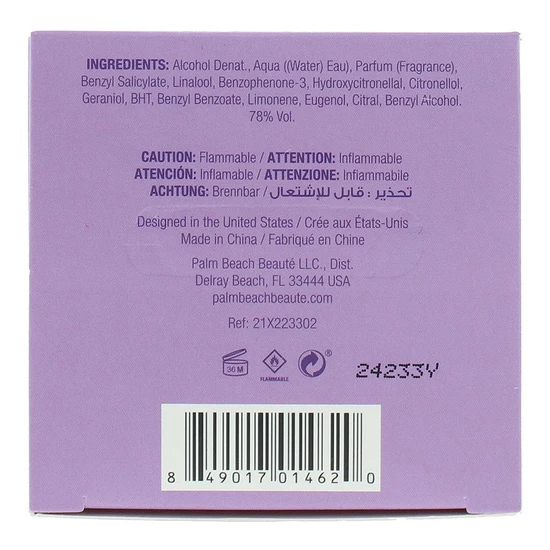 INGREDIENTS: Alcohol Denat., Aqua ((Water) Eau), Parfum (Fragrance),
Benzyl Salicylate, Linalool, Benzophenone-3, Hydroxycitronellal, Citronellol,
Geraniol, BHT, Benzyl Benzoate, Limonene, Eugenol, Citral, Benzyl Alcohol.
78% Vol.
CAUTION: Flammable / ATTENTION: Inflammable
ATENCIÓN: Inflamable / ATTENZIONE: Inflammabile
ACHTUNG: Brennbar / تحذير: قابل للإشتعال
Designed in the United States / Crée aux États-Unis
Made in China / Fabriqué en Chine
Palm Beach Beauté LLC., Dist.
Delray Beach, FL 33444 USA
palmbeachbeaute.com
Ref: 21X223302
36 M
FLAMMABLE
®
24233Y
8 49017 01462 0